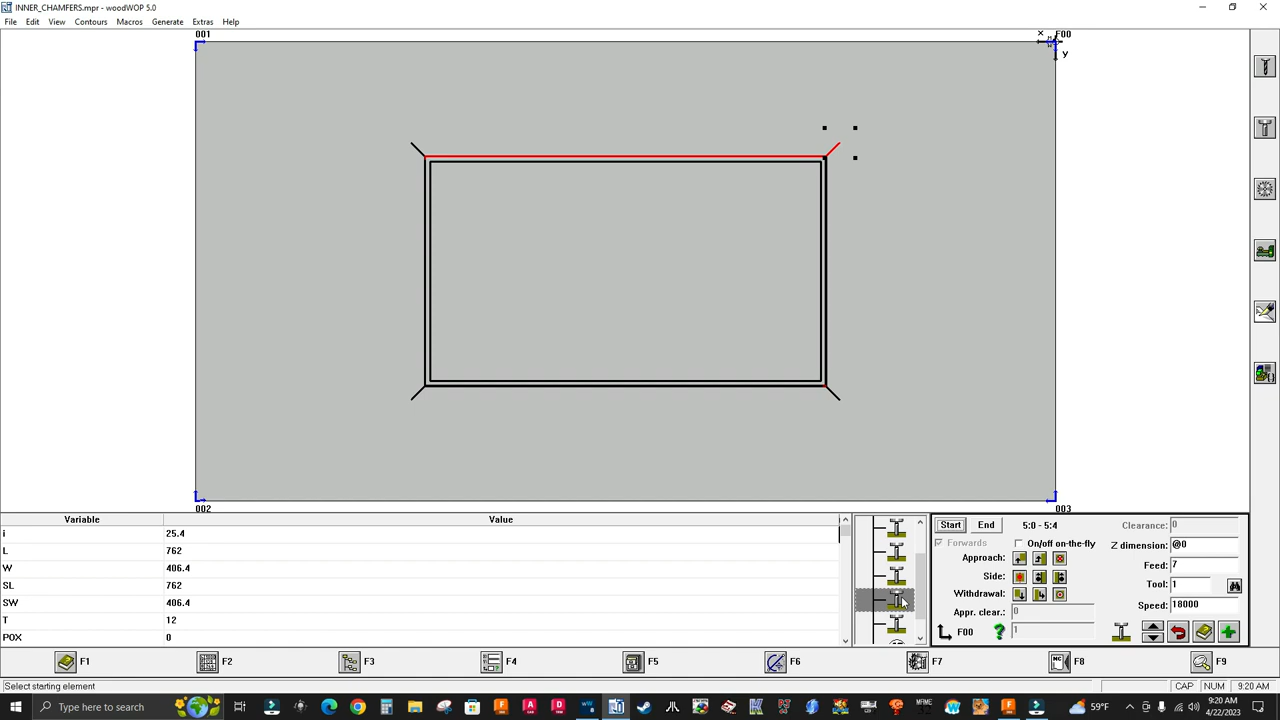 INNER_CHAMFERS.mpr - woodWOP 5.0
File Edit View Contours Macros Generate Extras Help
001
x F00
y
002
003
Variable Value
i 25.4
L 762
W 406.4
SL 762
SW 406.4
T 12
POX 0
Start End 5:0 - 5:4 Clearance: 0
Forwards On/off on-the-fly Z dimension: @0
Approach: Feed: 7
Side: Tool: 1
Withdrawal: Speed: 18000
Appr. clear.: 0
F00 ? 1
F1 F2 F3 F4 F5 F6 F7 F8 F9
Select starting element CAP NUM 9:20 AM
Type here to search
59°F
9:20 AM
4/22/2023